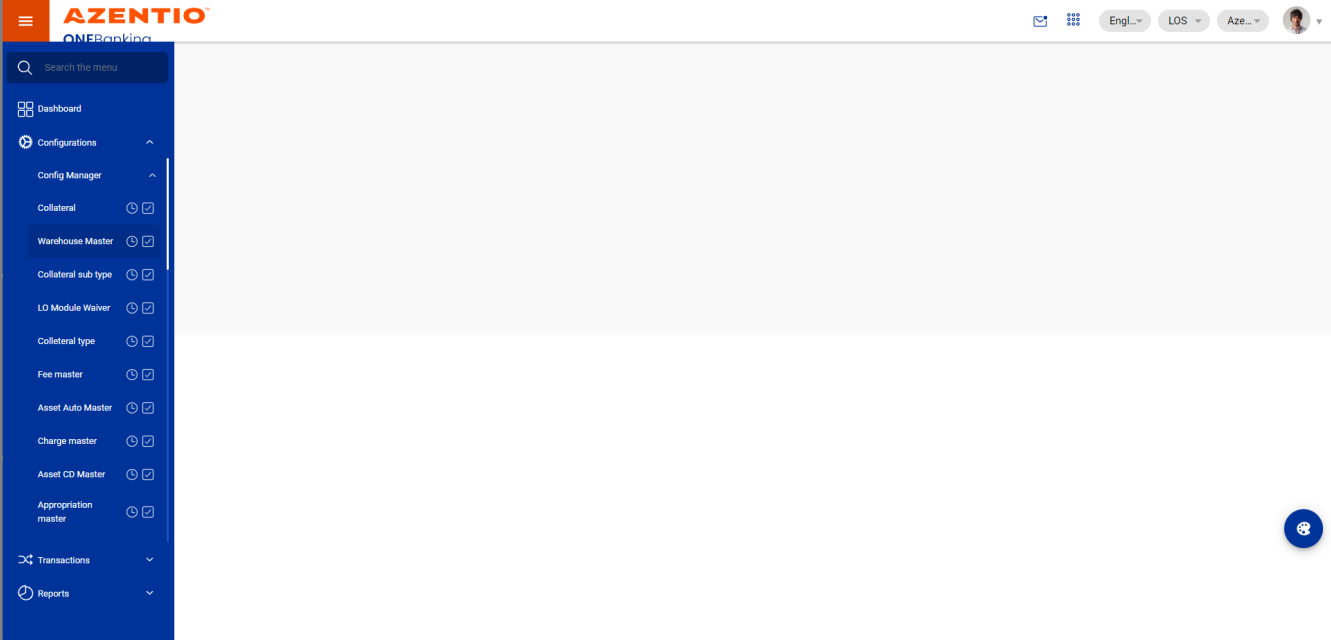 AZENTIO™
Engl...
LOS
Aze...
ONEBanking
Search the menu
Dashboard
Configurations
Config Manager
Collateral
Warehouse Master
Collateral sub type
LO Module Waiver
Colleteral type
Fee master
Asset Auto Master
Charge master
Asset CD Master
Appropriation
master
Transactions
Reports